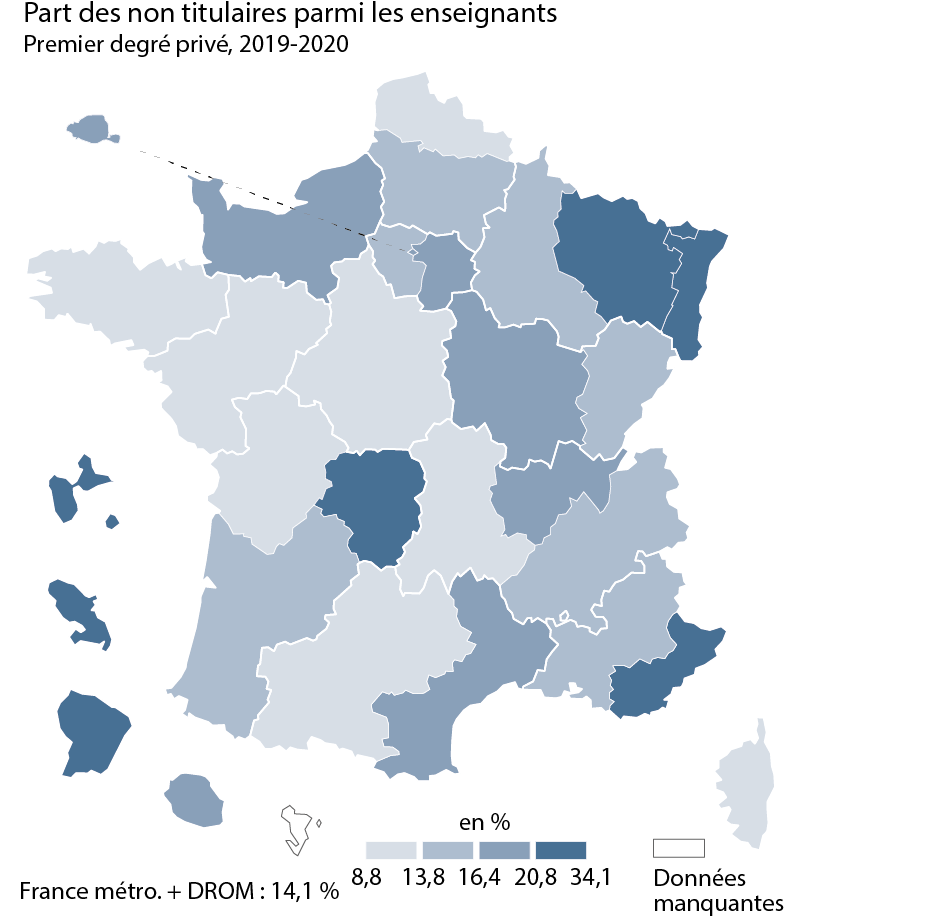 Part des non titulaires parmi les enseignants
Premier degré privé, 2019-2020
en %
8,8 13,8 16,4 20,8 34,1
Données
manquantes
France métro. + DROM : 14,1 %